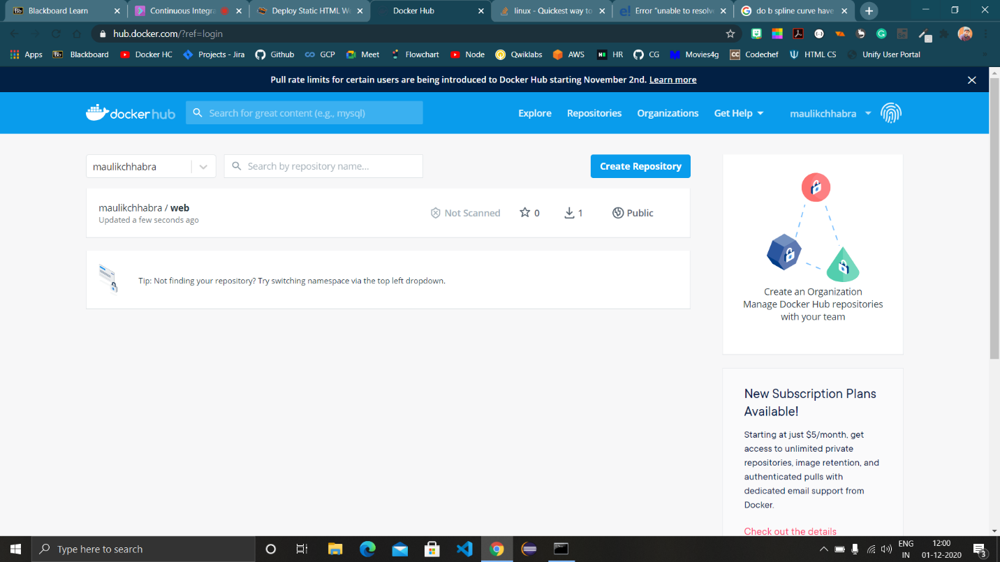 Blackboard Learn
Continuous Integra
Deploy Static HTML W
Docker Hub
linux - Quickest way to
Error "unable to resolve
do b spline curve have
hub.docker.com/?ref=login
Apps
Blackboard
Docker HC
Projects - Jira
Github
GCP
Meet
Flowchart
Node
Qwiklabs
AWS
HR
CG
Movies4g
Codechef
HTML CS
Unify User Portal
Pull rate limits for certain users are being introduced to Docker Hub starting November 2nd. Learn more
docker hub
Search for great content (e.g., mysql)
Explore
Repositories
Organizations
Get Help
maulikchhabra
maulikchhabra
Search by repository name...
Create Repository
maulikchhabra / web
Updated a few seconds ago
Not Scanned
0
1
Public
Tip: Not finding your repository? Try switching namespace via the top left dropdown.
Create an Organization
Manage Docker Hub repositories
with your team
New Subscription Plans
Available!
Starting at just $5/month, get
access to unlimited private
repositories, image retention, and
authenticated pulls with
dedicated email support from
Docker.
Check out the details
Type here to search
ENG
IN
12:00
01-12-2020
3